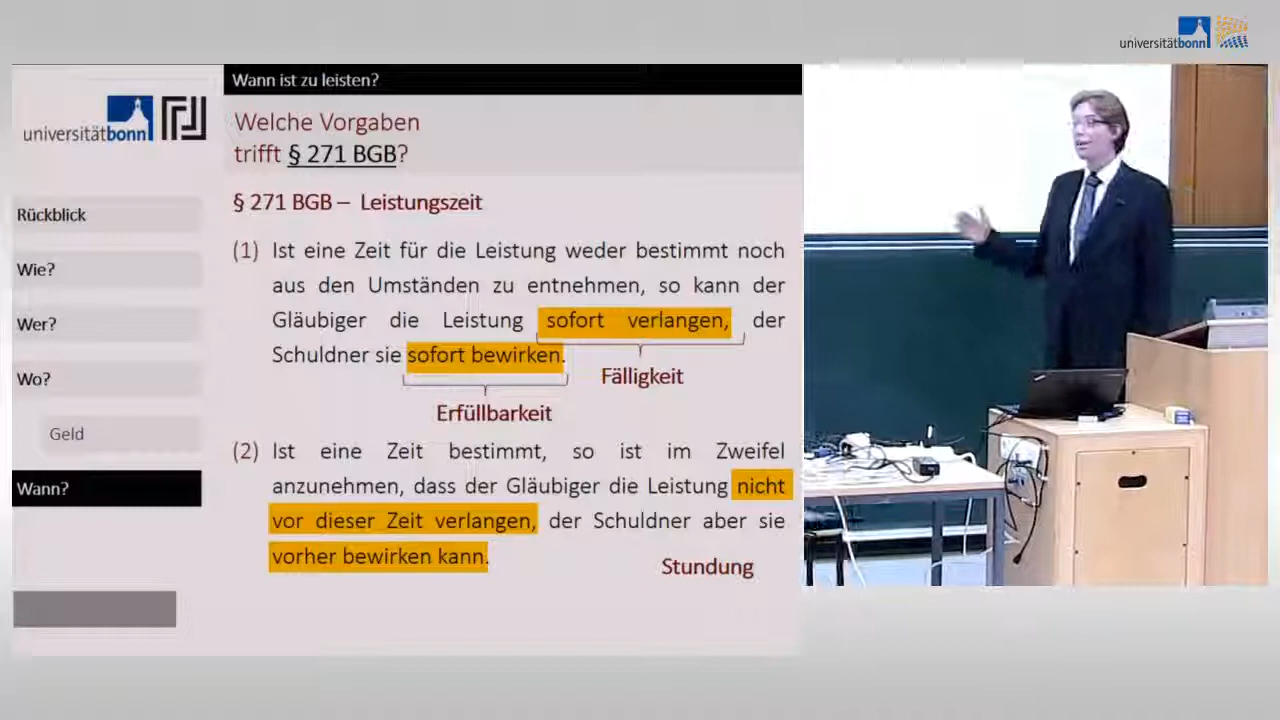 universitätbonn
Wann ist zu leisten?
universitätbonn
Welche Vorgaben
trifft § 271 BGB?
Rückblick
Wie?
Wer?
Wo?
Geld
Wann?
§ 271 BGB – Leistungszeit
(1) Ist eine Zeit für die Leistung weder bestimmt noch
aus den Umständen zu entnehmen, so kann der
Gläubiger die Leistung sofort verlangen, der
Schuldner sie sofort bewirken.
Fälligkeit
Erfüllbarkeit
(2) Ist eine Zeit bestimmt, so ist im Zweifel
anzunehmen, dass der Gläubiger die Leistung nicht
vor dieser Zeit verlangen, der Schuldner aber sie
vorher bewirken kann.
Stundung